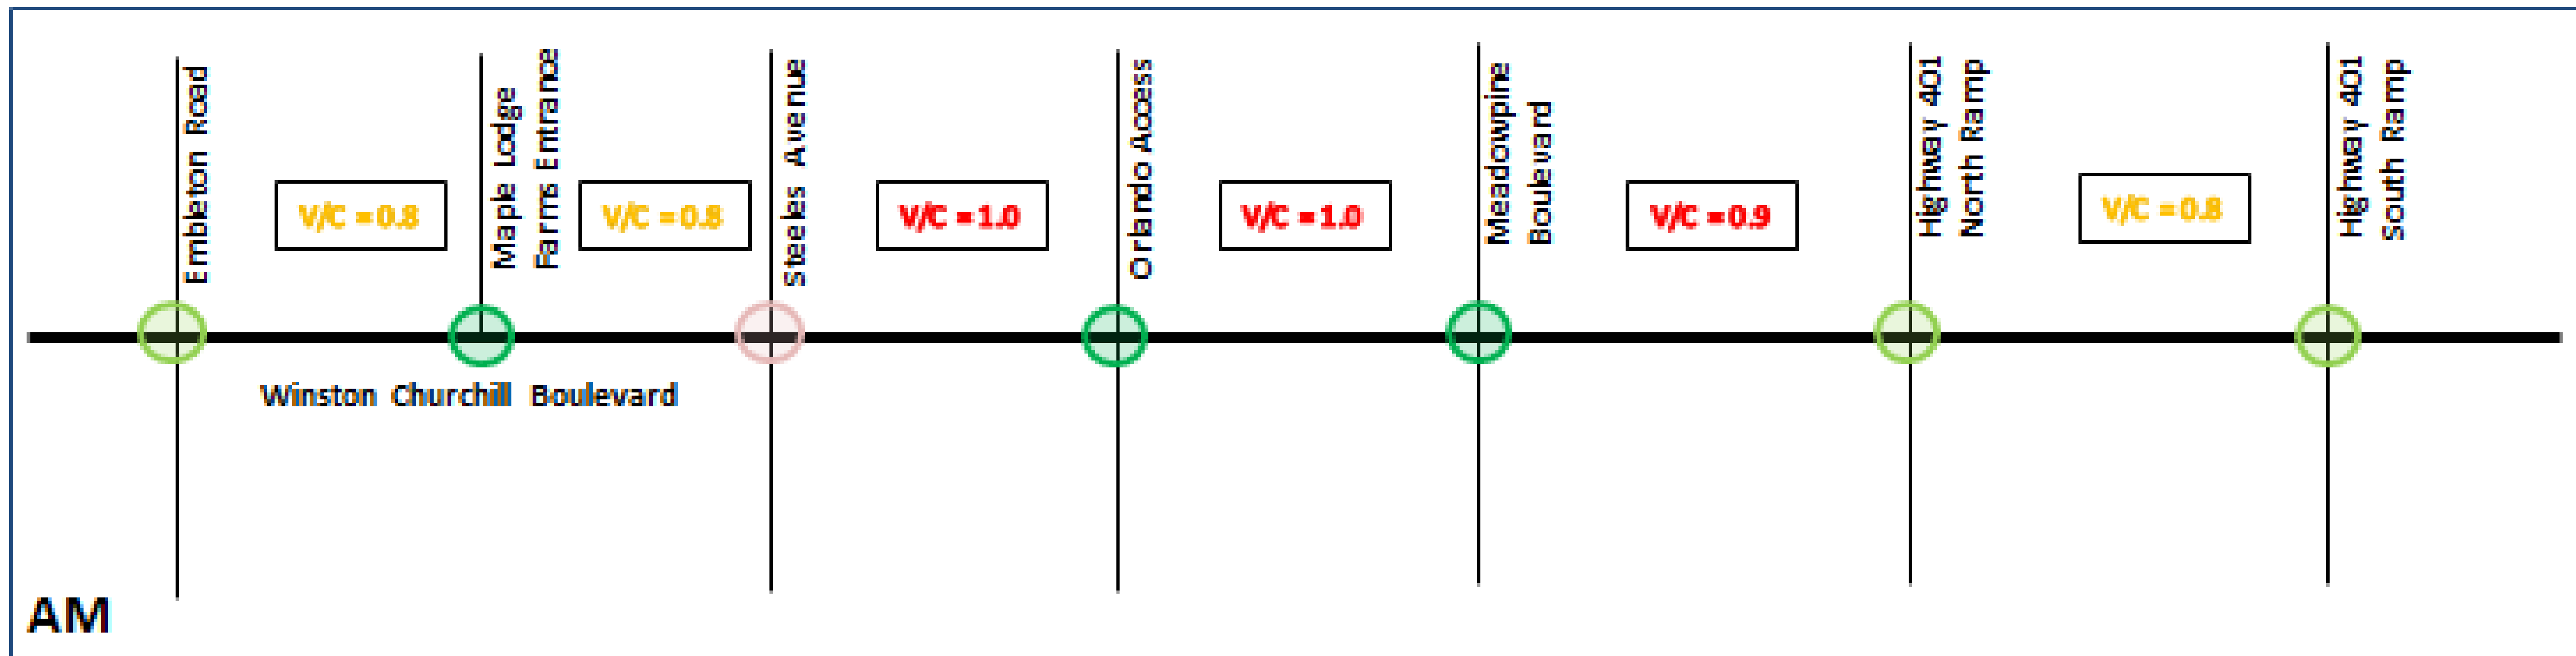 Embleton Road
V/C = 0.8
Maple Lodge
Farms Entrance
V/C = 0.8
Steeles Avenue
V/C = 1.0
Orlando Access
V/C = 1.0
Meadowpine
Boulevard
V/C = 0.9
Highway 401
North Ramp
V/C = 0.8
Highway 401
South Ramp
Winston Churchill Boulevard
AM